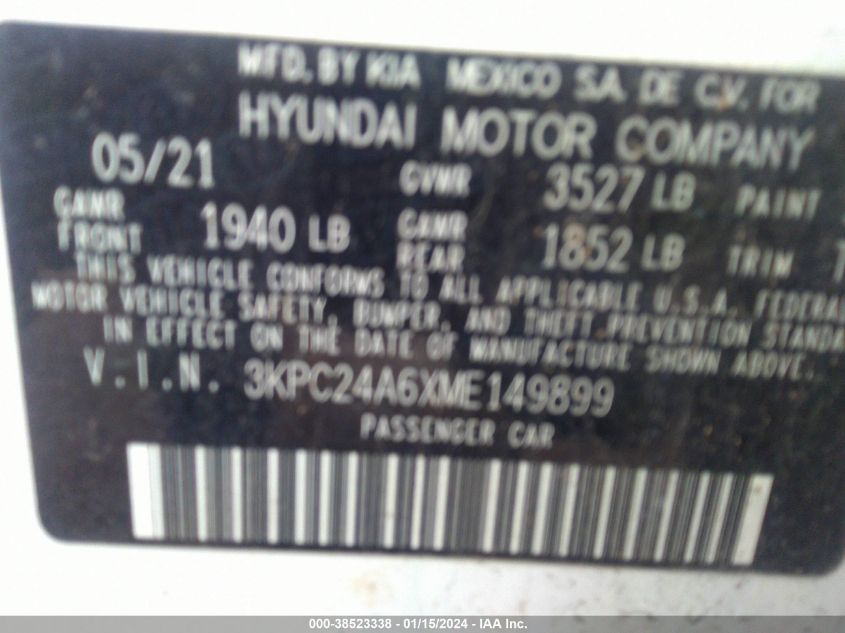 MFD. BY KIA MEXICO S.A. DE C.V. FOR
HYUNDAI MOTOR COMPANY
05/21 GVWR 3527 LB PAINT
GAWR FRONT 1940 LB GAWR REAR 1852 LB TRIM
THIS VEHICLE CONFORMS TO ALL APPLICABLE U.S.A. FEDERAL
MOTOR VEHICLE SAFETY, BUMPER, AND THEFT PREVENTION STANDA
IN EFFECT ON THE DATE OF MANUFACTURE SHOWN ABOVE.
V.I.N. 3KPC24A6XME149899
PASSENGER CAR
000-38523338 - 01/15/2024 - IAA Inc.